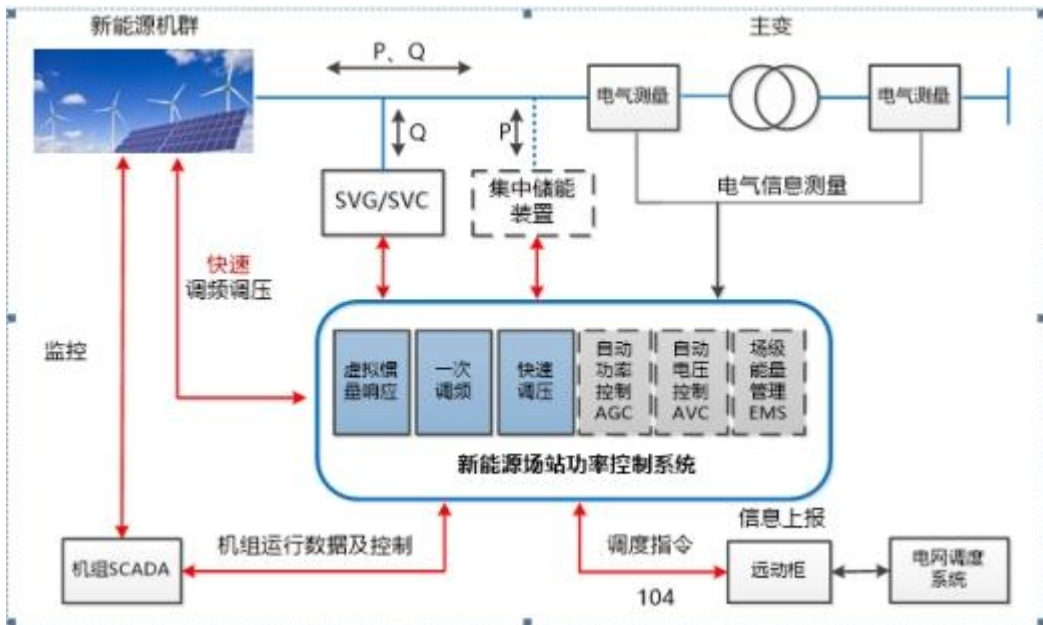 新能源机群
主变
P、Q
电气测量
电气测量
Q
P
SVG/SVC
集中储能
装置
电气信息测量
快速
调频调压
监控
虚拟惯
量响应
一次
调频
快速
调压
自动
功率
控制
AGC
自动
电压
控制
AVC
场级
能量
管理
EMS
新能源场站功率控制系统
信息上报
机组运行数据及控制
调度指令
机组SCADA
远动柜
电网调度
系统
104